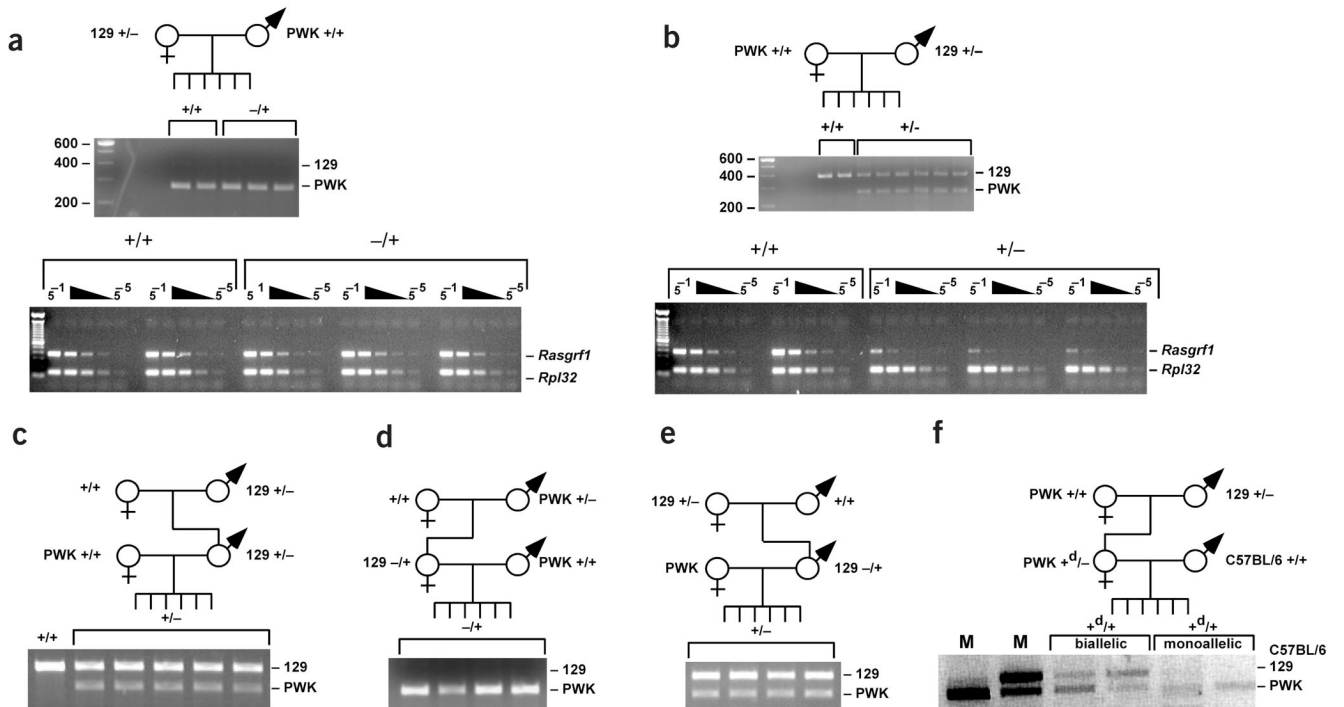 a
129 +/–
PWK +/+
+/+
–/+
600 –
400 –
200 –
– 129
– PWK
+/+
–/+
5–1 5–5 5–1 5–5 5 1 5–5 5–1 5–5 5–1 5–5
– Rasgrf1
– Rpl32
b
PWK +/+
129 +/–
+/+
+/-
600 –
400 –
200 –
– 129
– PWK
+/+
+/–
5–1 5–5 5–1 5–5 5–1 5–5 5–1 5–5 5–1 5–5
– Rasgrf1
– Rpl32
c
+/+
129 +/–
PWK +/+
129 +/–
+/+
+/–
– 129
– PWK
d
+/+
PWK +/–
129 –/+
PWK +/+
–/+
– 129
– PWK
e
129 +/–
+/+
PWK
129 –/+
+/–
– 129
– PWK
f
PWK +/+
129 +/–
PWK +d/–
C57BL/6 +/+
+d/+
+d/+
M M biallelic monoallelic
C57BL/6
– 129
– PWK